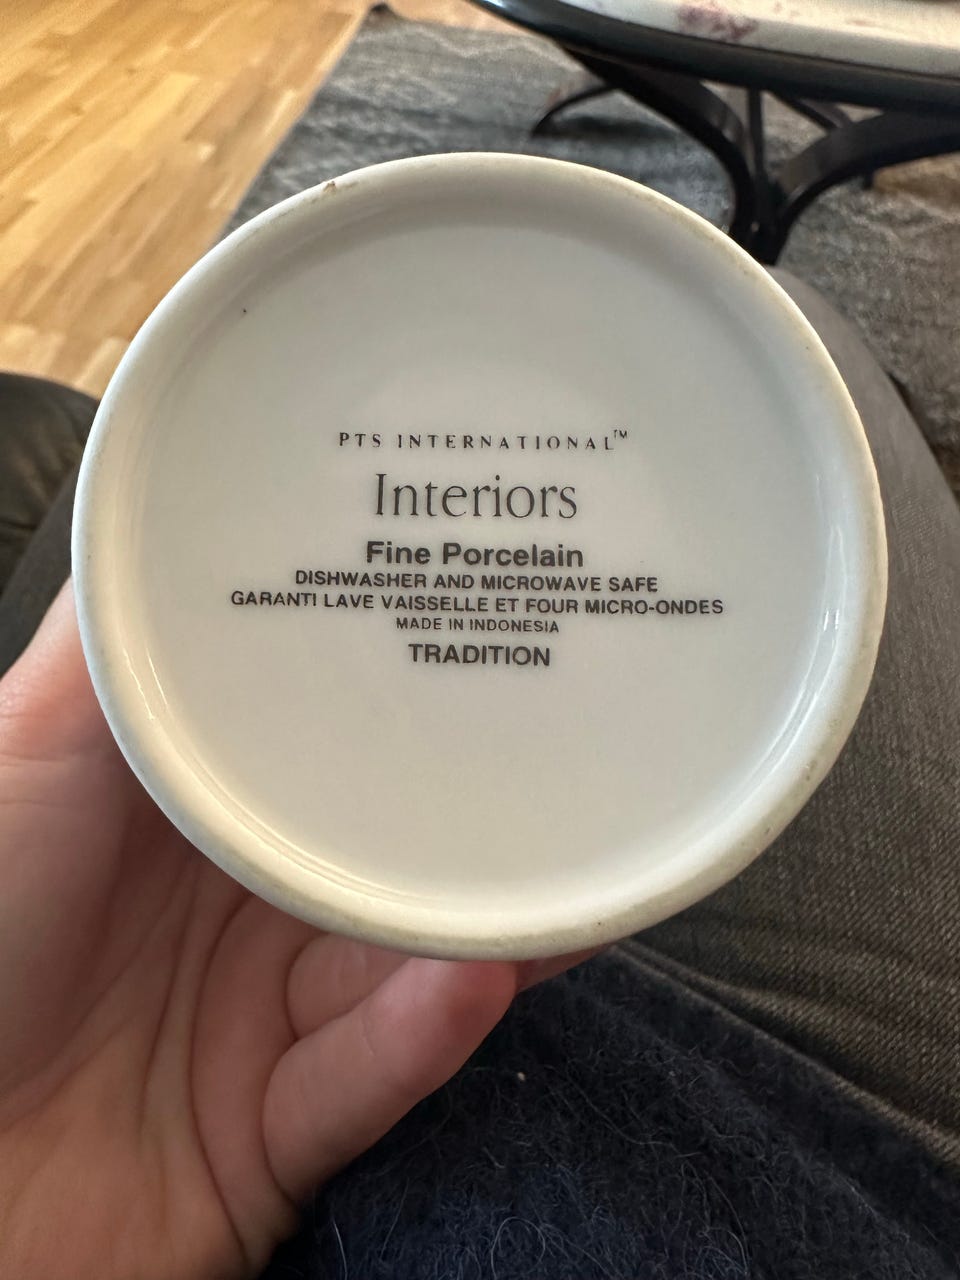 PTS INTERNATIONAL™
Interiors
Fine Porcelain
DISHWASHER AND MICROWAVE SAFE
GARANTI LAVE VAISSELLE ET FOUR MICRO-ONDES
MADE IN INDONESIA
TRADITION